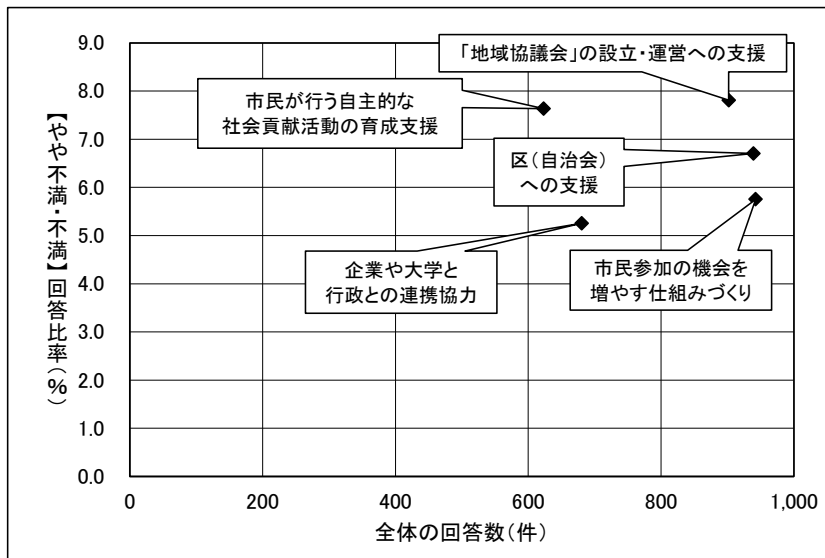 「地域協議会」の設立・運営への支援
市民が行う自主的な
社会貢献活動の育成支援
区(自治会)
への支援
企業や大学と
行政との連携協力
市民参加の機会を
増やす仕組みづくり
【やや不満・不満】回答比率(%)
9.0
8.0
7.0
6.0
5.0
4.0
3.0
2.0
1.0
0.0
0 200 400 600 800 1,000
全体の回答数(件)